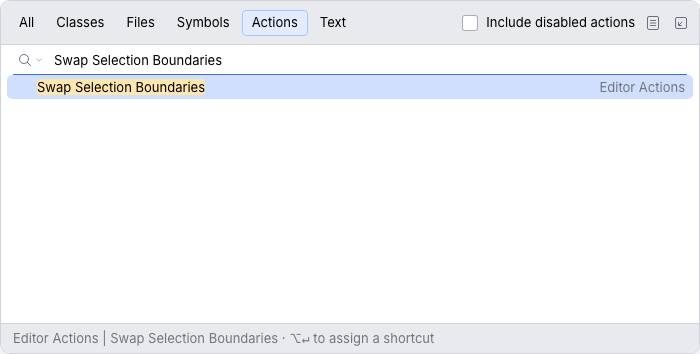 All Classes Files Symbols Actions Text Include disabled actions
Swap Selection Boundaries
Swap Selection Boundaries Editor Actions
Editor Actions | Swap Selection Boundaries · ⌥↵ to assign a shortcut